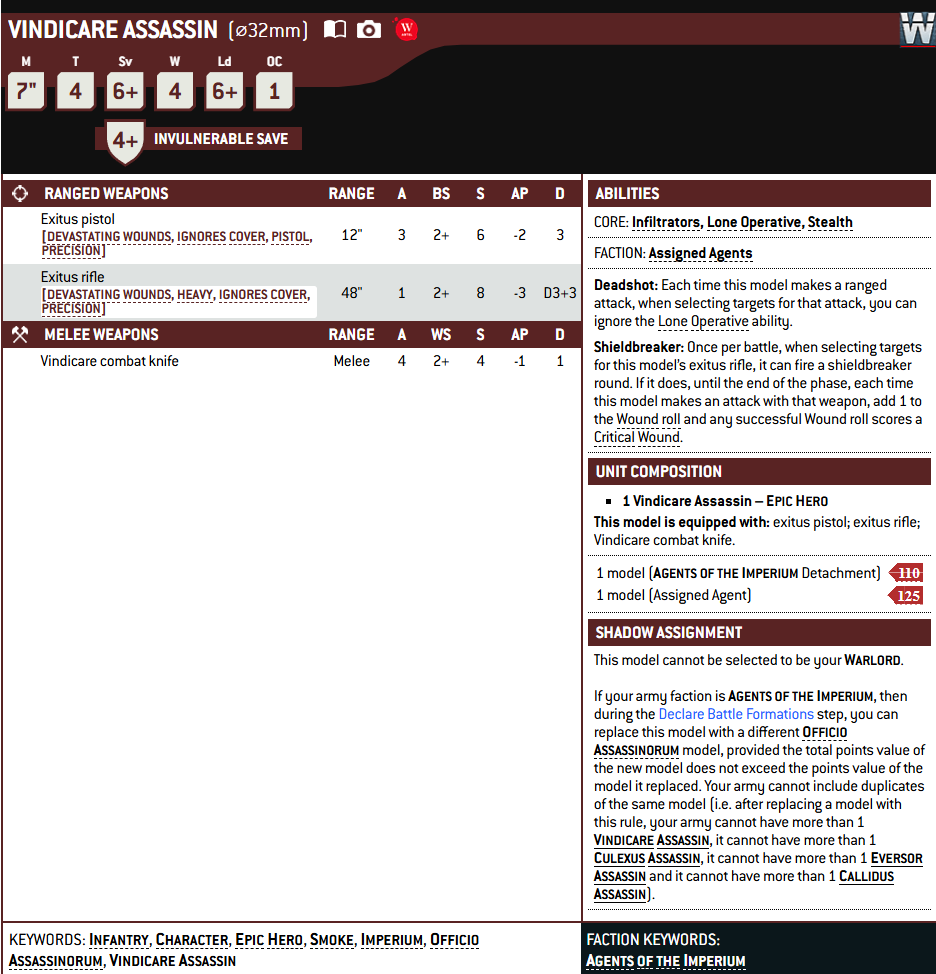 VINDICARE ASSASSIN (⌀32mm)
W
W
M T Sv W Ld OC
7" 4 6+ 4 6+ 1
4+ INVULNERABLE SAVE
RANGED WEAPONS RANGE A BS S AP D
Exitus pistol
[DEVASTATING WOUNDS, IGNORES COVER, PISTOL,
PRECISION]
12" 3 2+ 6 -2 3
Exitus rifle
[DEVASTATING WOUNDS, HEAVY, IGNORES COVER,
PRECISION]
48" 1 2+ 8 -3 D3+3
MELEE WEAPONS RANGE A WS S AP D
Vindicare combat knife Melee 4 2+ 4 -1 1
ABILITIES
CORE: Infiltrators, Lone Operative, Stealth
FACTION: Assigned Agents
Deadshot: Each time this model makes a ranged
attack, when selecting targets for that attack, you can
ignore the Lone Operative ability.
Shieldbreaker: Once per battle, when selecting targets
for this model's exitus rifle, it can fire a shieldbreaker
round. If it does, until the end of the phase, each time
this model makes an attack with that weapon, add 1 to
the Wound roll and any successful Wound roll scores a
Critical Wound.
UNIT COMPOSITION
▪ 1 Vindicare Assassin – EPIC HERO
This model is equipped with: exitus pistol; exitus rifle;
Vindicare combat knife.
1 model (AGENTS OF THE IMPERIUM Detachment) 110
1 model (Assigned Agent) 125
SHADOW ASSIGNMENT
This model cannot be selected to be your WARLORD.
If your army faction is AGENTS OF THE IMPERIUM, then
during the Declare Battle Formations step, you can
replace this model with a different OFFICIO
ASSASSINORUM model, provided the total points value of
the new model does not exceed the points value of the
model it replaced. Your army cannot include duplicates
of the same model (i.e. after replacing a model with
this rule, your army cannot have more than 1
VINDICARE ASSASSIN, it cannot have more than 1
CULEXUS ASSASSIN, it cannot have more than 1 EVERSOR
ASSASSIN and it cannot have more than 1 CALLIDUS
ASSASSIN).
KEYWORDS: INFANTRY, CHARACTER, EPIC HERO, SMOKE, IMPERIUM, OFFICIO
ASSASSINORUM, VINDICARE ASSASSIN
FACTION KEYWORDS:
AGENTS OF THE IMPERIUM